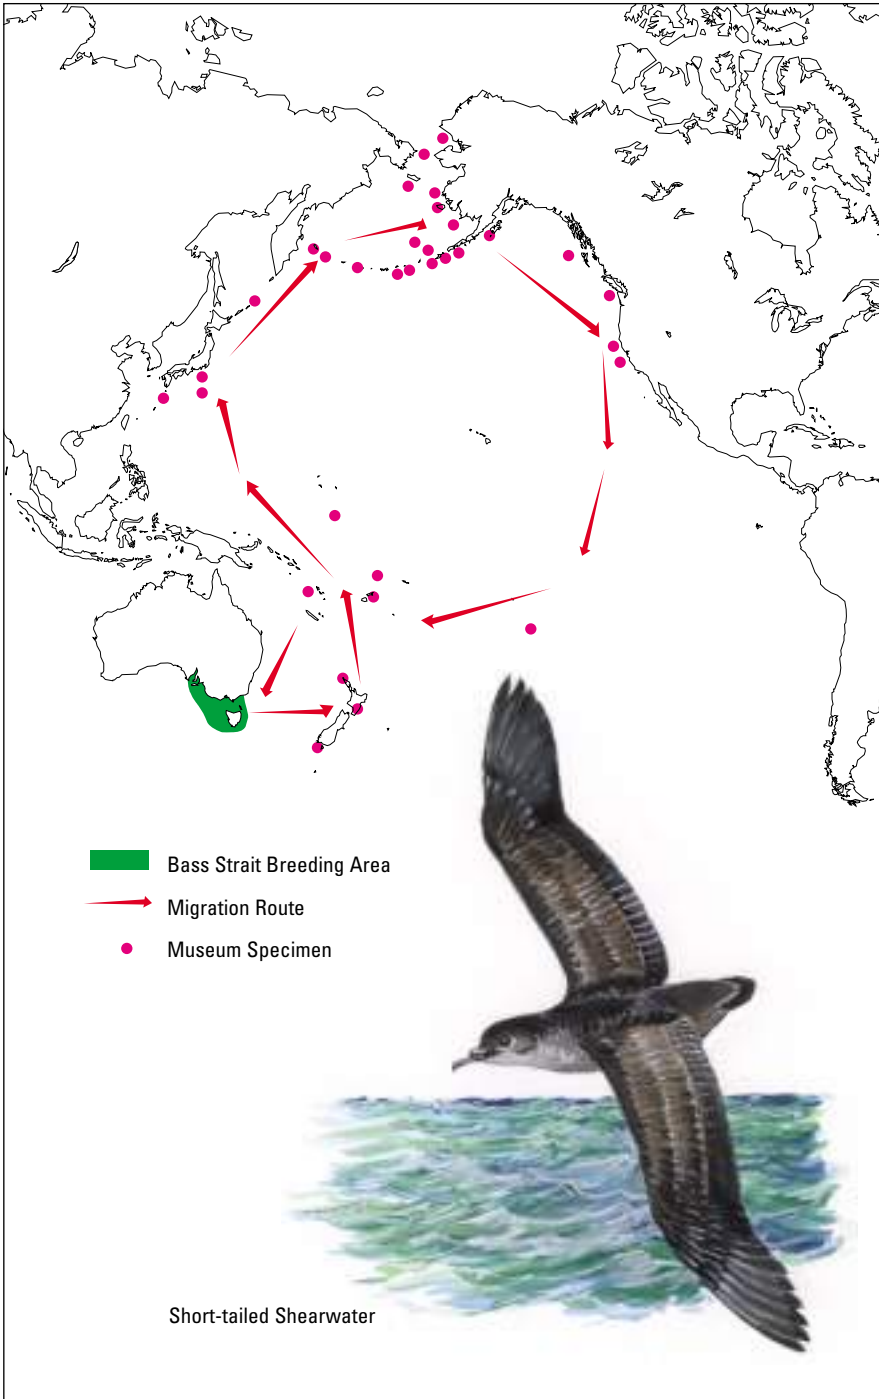 Bass Strait Breeding Area
Migration Route
Museum Specimen
Short-tailed Shearwater